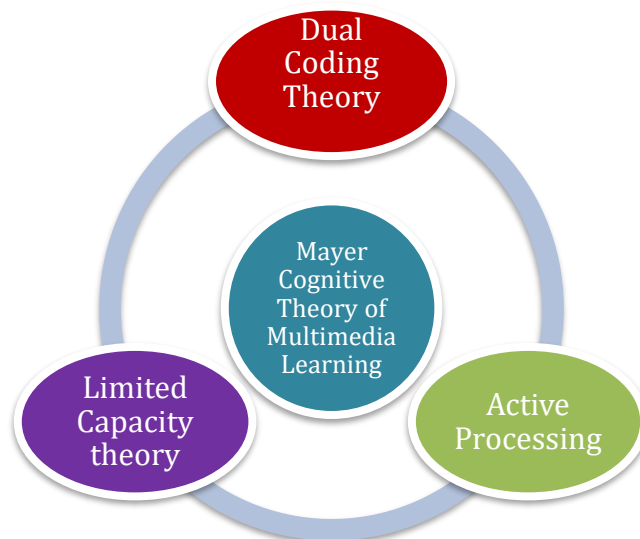 Dual
Coding
Theory
Mayer
Cognitive
Theory of
Multimedia
Learning
Limited
Capacity
theory
Active
Processing